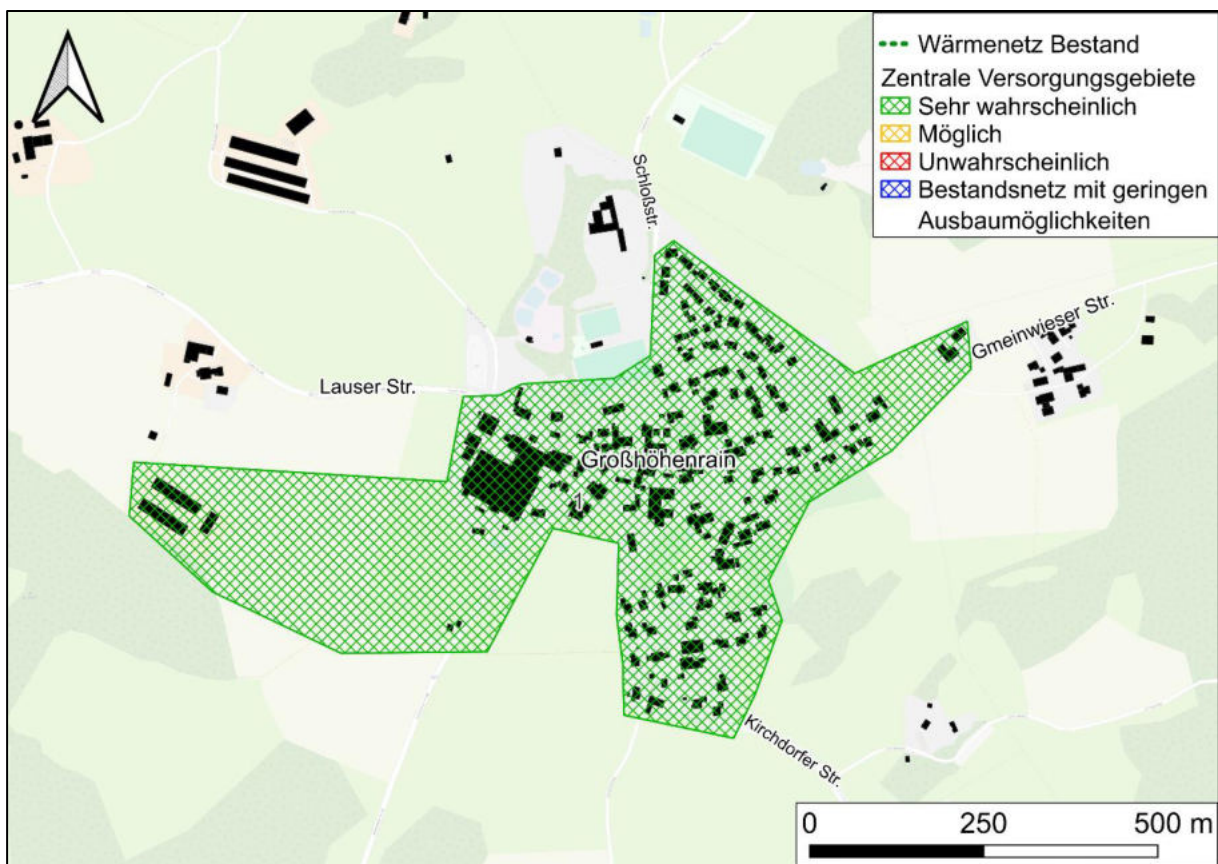 Wärmenetz Bestand
Zentrale Versorgungsgebiete
Sehr wahrscheinlich
Möglich
Unwahrscheinlich
Bestandsnetz mit geringen
Ausbaumöglichkeiten
Schloßstr.
Gmeinwieser Str.
Lauser Str.
Großhöhenrain
1
Kirchdorfer Str.
0 250 500 m